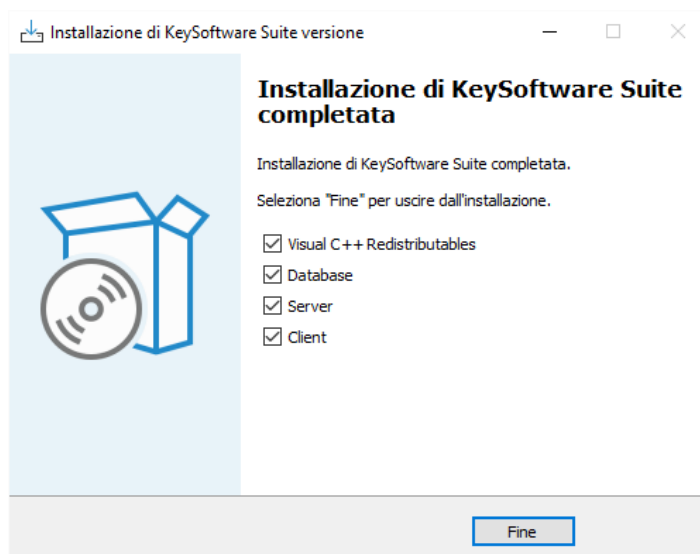 Installazione di KeySoftware Suite versione
Installazione di KeySoftware Suite
completata
Installazione di KeySoftware Suite completata.
Seleziona "Fine" per uscire dall'installazione.
Visual C++ Redistributables
Database
Server
Client
Fine